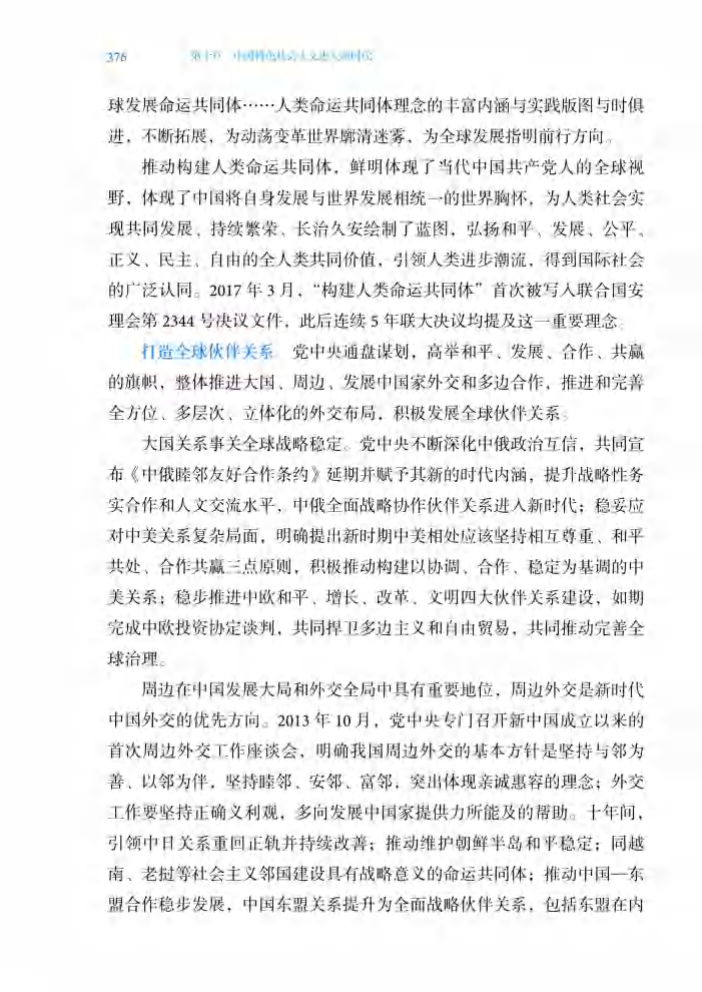 376
球发展命运共同体……人类命运共同体理念的丰富内涵与实践版图与时俱
进，不断拓展，为动荡变革世界廓清迷雾，为全球发展指明前行方向。
推动构建人类命运共同体，鲜明体现了当代中国共产党人的全球视
野，体现了中国将自身发展与世界发展相统一的世界胸怀，为人类社会实
现共同发展、持续繁荣、长治久安绘制了蓝图，弘扬和平、发展、公平、
正义、民主、自由的全人类共同价值，引领人类进步潮流，得到国际社会
的广泛认同。2017 年 3 月，“构建人类命运共同体”首次被写入联合国安
理会第 2344 号决议文件，此后连续 5 年联大决议均提及这一重要理念。
打造全球伙伴关系 党中央通盘谋划，高举和平、发展、合作、共赢
的旗帜，整体推进大国、周边、发展中国家外交和多边合作，推进和完善
全方位、多层次、立体化的外交布局，积极发展全球伙伴关系。
大国关系事关全球战略稳定。党中央不断深化中俄政治互信，共同宣
布《中俄睦邻友好合作条约》延期并赋予其新的时代内涵，提升战略性务
实合作和人文交流水平，中俄全面战略协作伙伴关系进入新时代；稳妥应
对中美关系复杂局面，明确提出新时期中美相处应该坚持相互尊重、和平
共处、合作共赢三点原则，积极推动构建以协调、合作、稳定为基调的中
美关系；稳步推进中欧和平、增长、改革、文明四大伙伴关系建设，如期
完成中欧投资协定谈判，共同捍卫多边主义和自由贸易，共同推动完善全
球治理。
周边在中国发展大局和外交全局中具有重要地位，周边外交是新时代
中国外交的优先方向。2013 年 10 月，党中央专门召开新中国成立以来的
首次周边外交工作座谈会，明确我国周边外交的基本方针是坚持与邻为
善、以邻为伴，坚持睦邻、安邻、富邻，突出体现亲诚惠容的理念；外交
工作要坚持正确义利观，多向发展中国家提供力所能及的帮助。十年间，
引领中日关系重回正轨并持续改善；推动维护朝鲜半岛和平稳定；同越
南、老挝等社会主义邻国建设具有战略意义的命运共同体；推动中国—东
盟合作稳步发展，中国东盟关系提升为全面战略伙伴关系，包括东盟在内